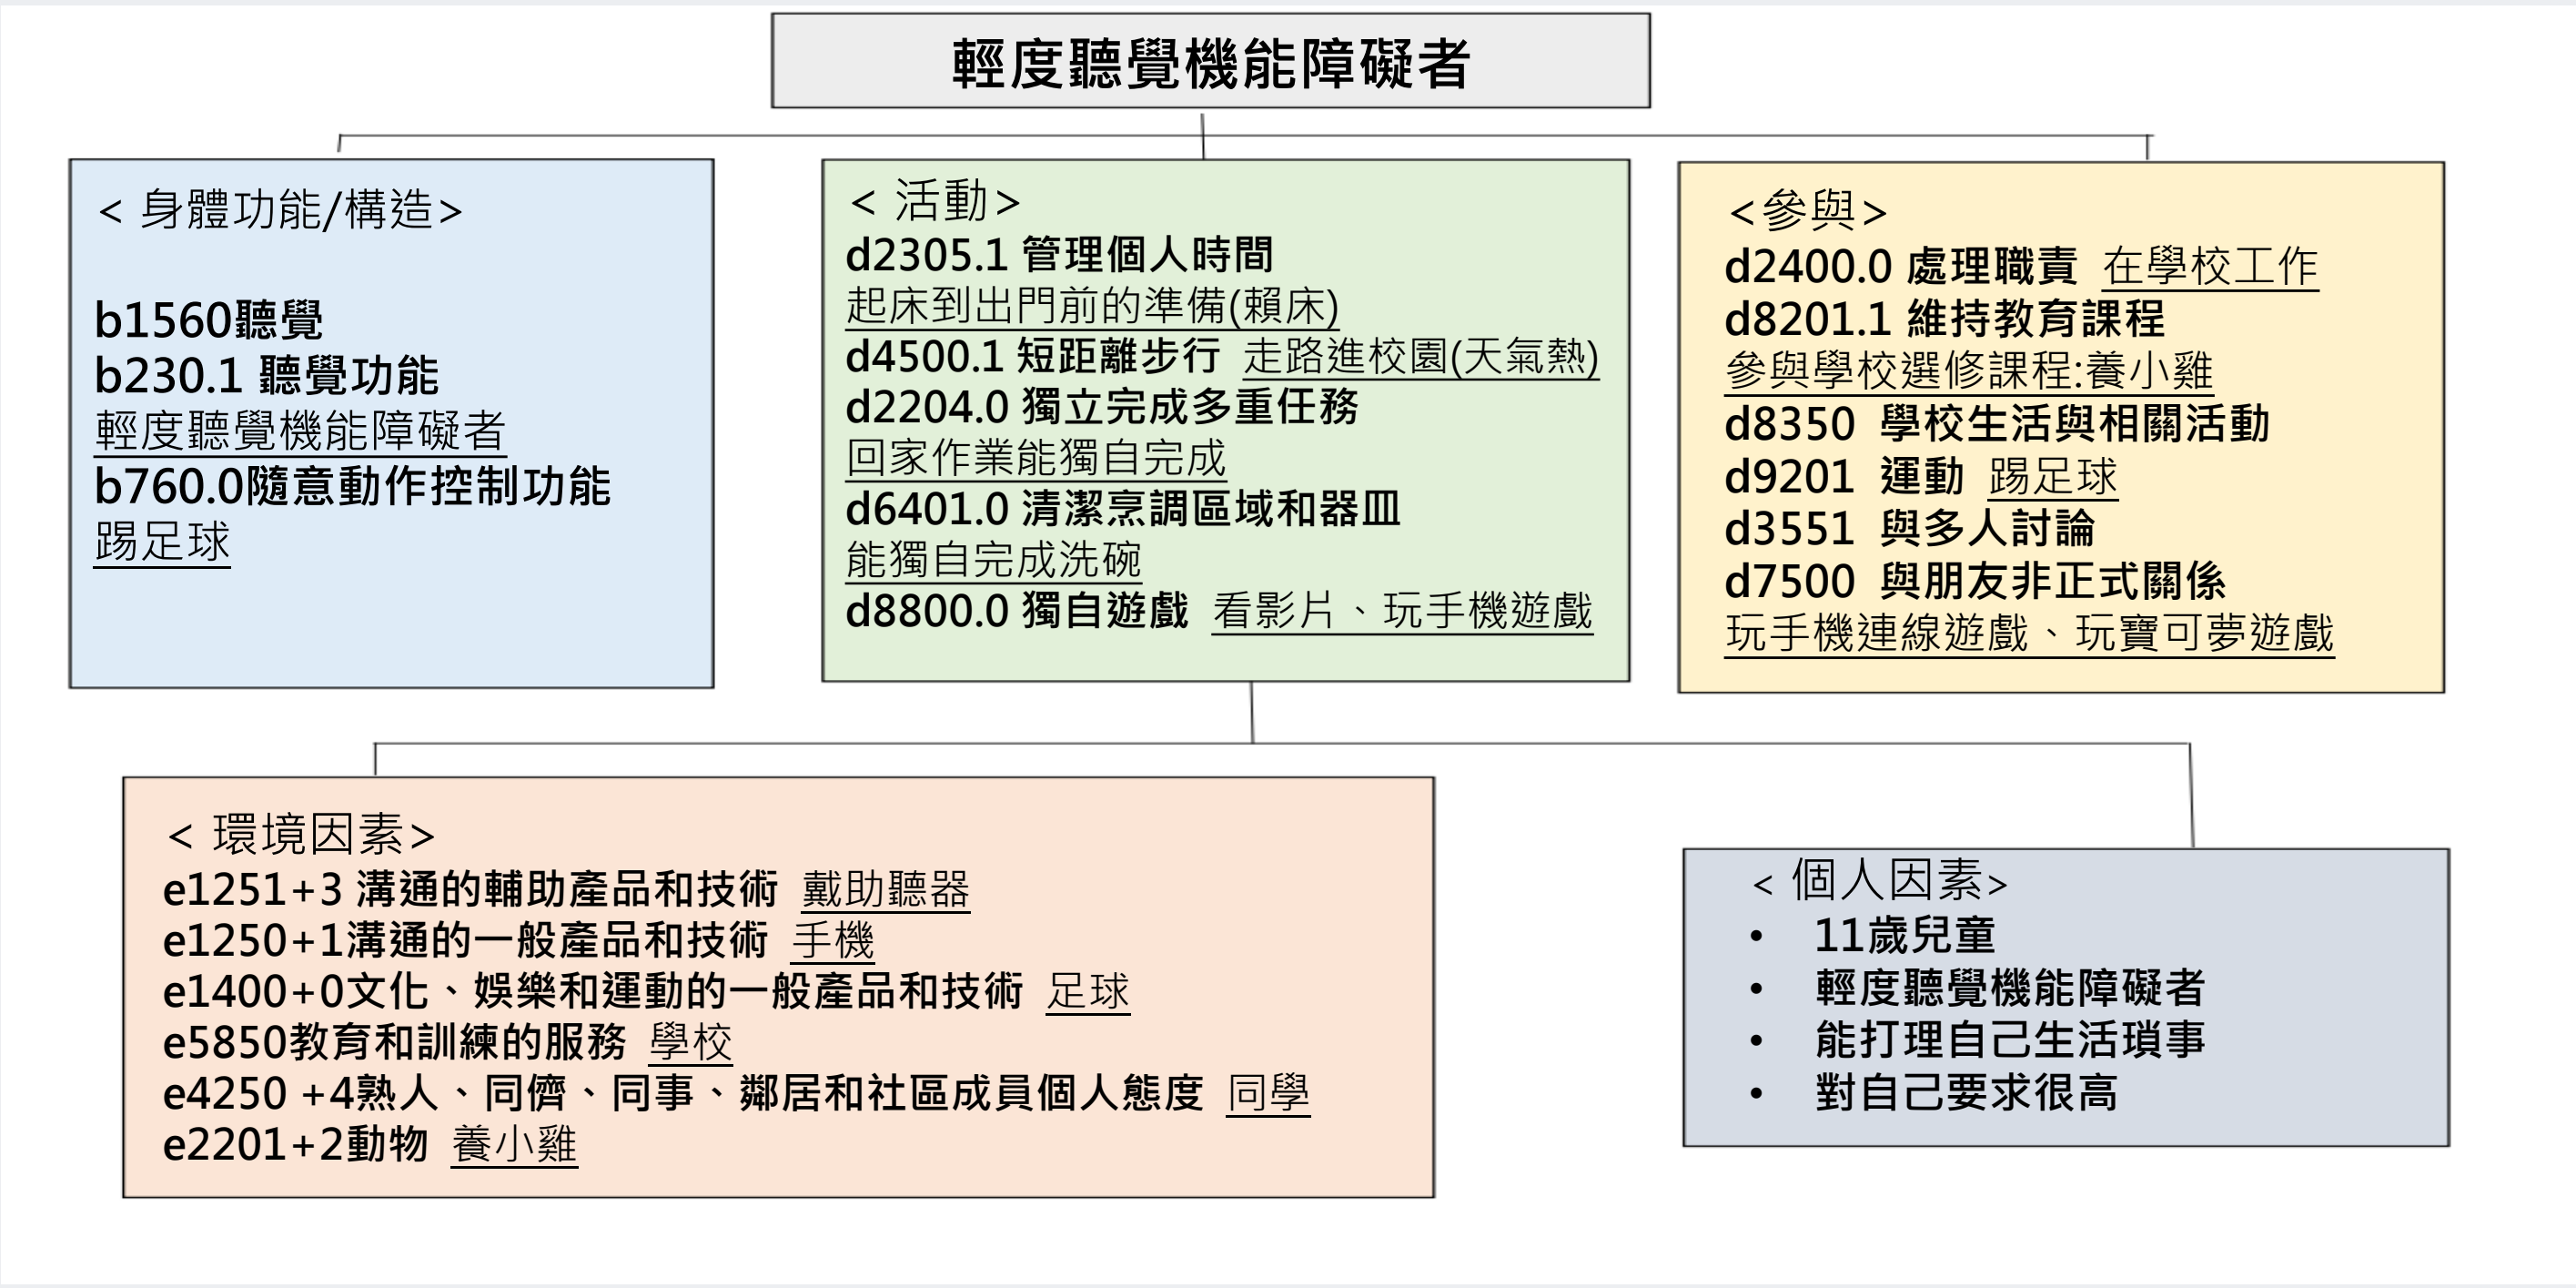 輕度聽覺機能障礙者
< 身體功能/構造>
b1560聽覺
b230.1 聽覺功能
輕度聽覺機能障礙者
b760.0隨意動作控制功能
踢足球
< 活動>
d2305.1 管理個人時間
起床到出門前的準備(賴床)
d4500.1 短距離步行 走路進校園(天氣熱)
d2204.0 獨立完成多重任務
回家作業能獨自完成
d6401.0 清潔烹調區域和器皿
能獨自完成洗碗
d8800.0 獨自遊戲 看影片、玩手機遊戲
<參與>
d2400.0 處理職責 在學校工作
d8201.1 維持教育課程
參與學校選修課程:養小雞
d8350 學校生活與相關活動
d9201 運動 踢足球
d3551 與多人討論
d7500 與朋友非正式關係
玩手機連線遊戲、玩寶可夢遊戲
< 環境因素>
e1251+3 溝通的輔助產品和技術 戴助聽器
e1250+1溝通的一般產品和技術 手機
e1400+0文化、娛樂和運動的一般產品和技術 足球
e5850教育和訓練的服務 學校
e4250 +4熟人、同儕、同事、鄰居和社區成員個人態度 同學
e2201+2動物 養小雞
< 個人因素>
• 11歲兒童
• 輕度聽覺機能障礙者
• 能打理自己生活瑣事
• 對自己要求很高